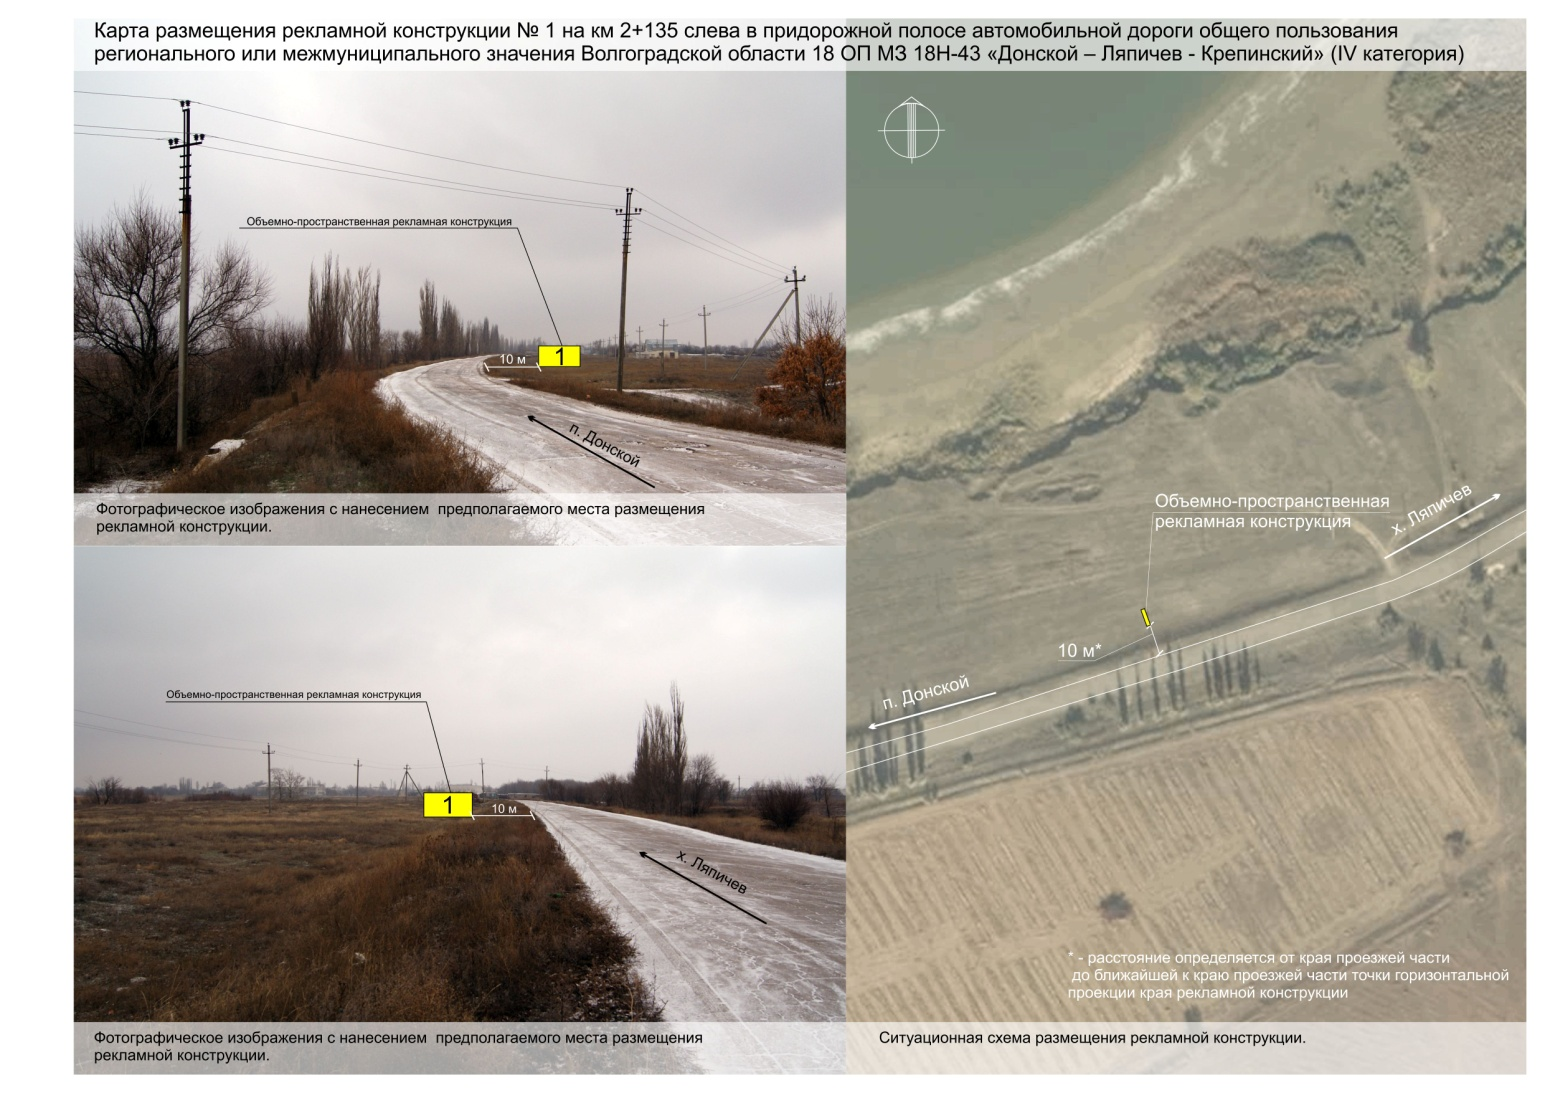 Карта размещения рекламной конструкции № 1 на км 2+135 слева в придорожной полосе автомобильной дороги общего пользования
регионального или межмуниципального значения Волгоградской области 18 ОП МЗ 18Н-43 «Донской – Ляпичев - Крепинский» (IV категория)
Объемно-пространственная рекламная конструкция
10 м
1
п. Донской
Фотографическое изображения с нанесением предполагаемого места размещения
рекламной конструкции.
Объемно-пространственная рекламная конструкция
1
10 м
х. Ляпичев
Фотографическое изображения с нанесением предполагаемого места размещения
рекламной конструкции.
Объемно-пространственная
рекламная конструкция
х. Ляпичев
10 м*
п. Донской
* - расстояние определяется от края проезжей части
до ближайшей к краю проезжей части точки горизонтальной
проекции края рекламной конструкции
Ситуационная схема размещения рекламной конструкции.